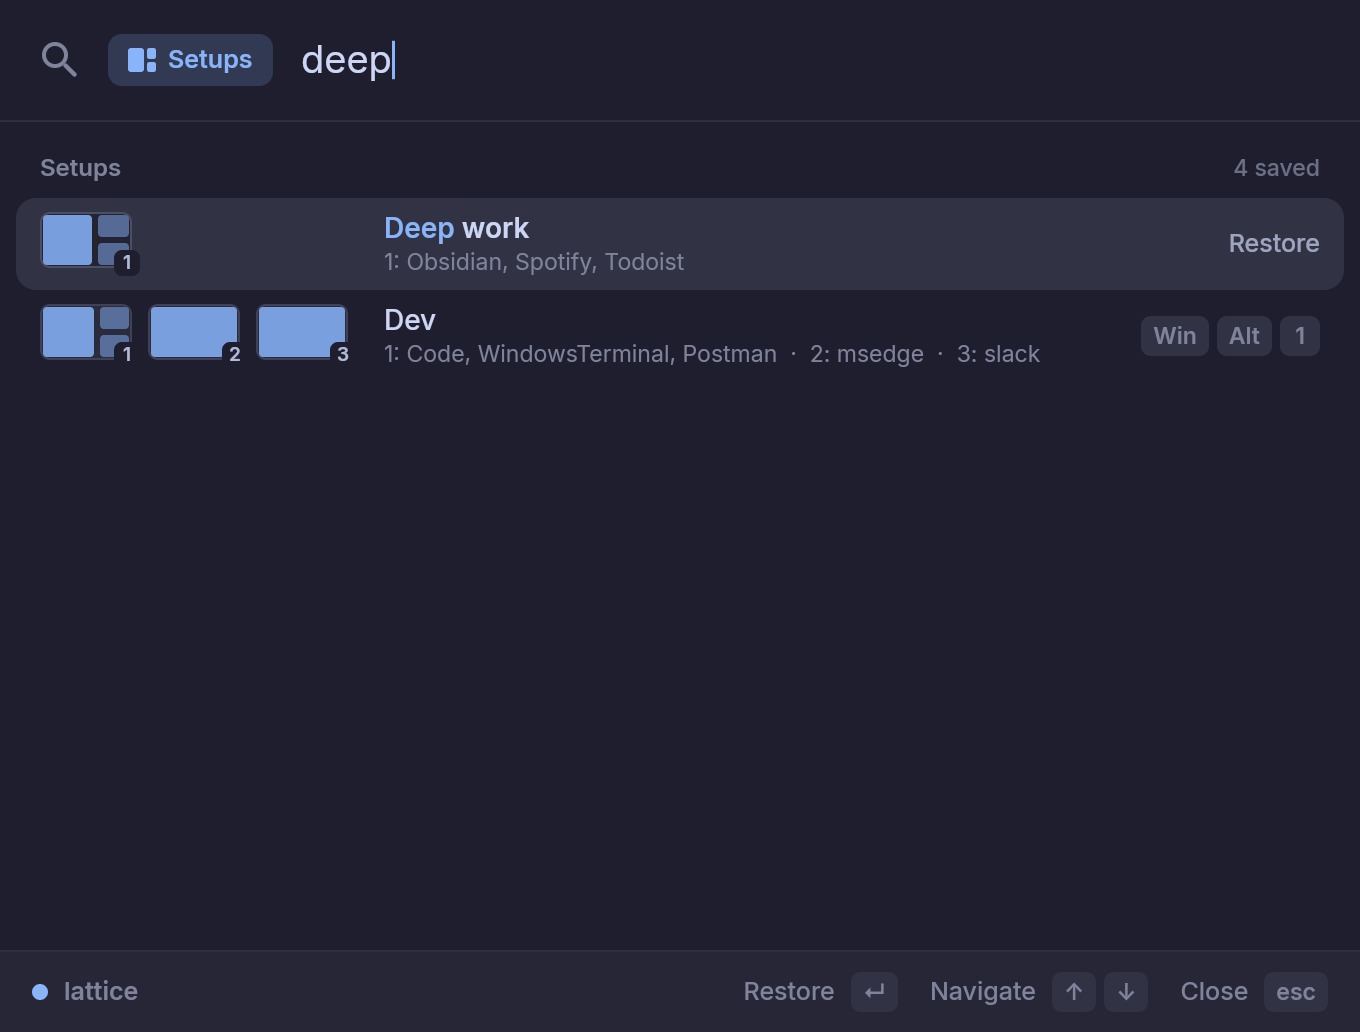 Setups deep
Setups 4 saved
1 Deep work
1: Obsidian, Spotify, Todoist
Restore
1 2 3 Dev
1: Code, WindowsTerminal, Postman · 2: msedge · 3: slack
Win Alt 1
lattice Restore ↵ Navigate ↑ ↓ Close esc